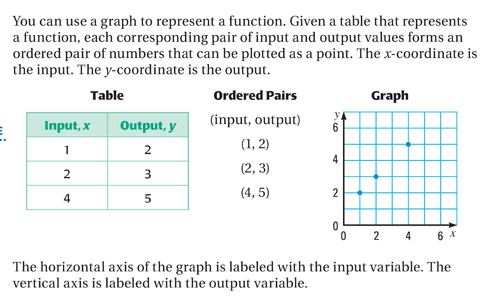 You can use a graph to represent a function. Given a table that represents
a function, each corresponding pair of input and output values forms an
ordered pair of numbers that can be plotted as a point. The x-coordinate is
the input. The y-coordinate is the output.
Table
Input, x Output, y
1 2
2 3
4 5
Ordered Pairs
(input, output)
(1, 2)
(2, 3)
(4, 5)
Graph
y
6
4
2
0
0 2 4 6 x
The horizontal axis of the graph is labeled with the input variable. The
vertical axis is labeled with the output variable.